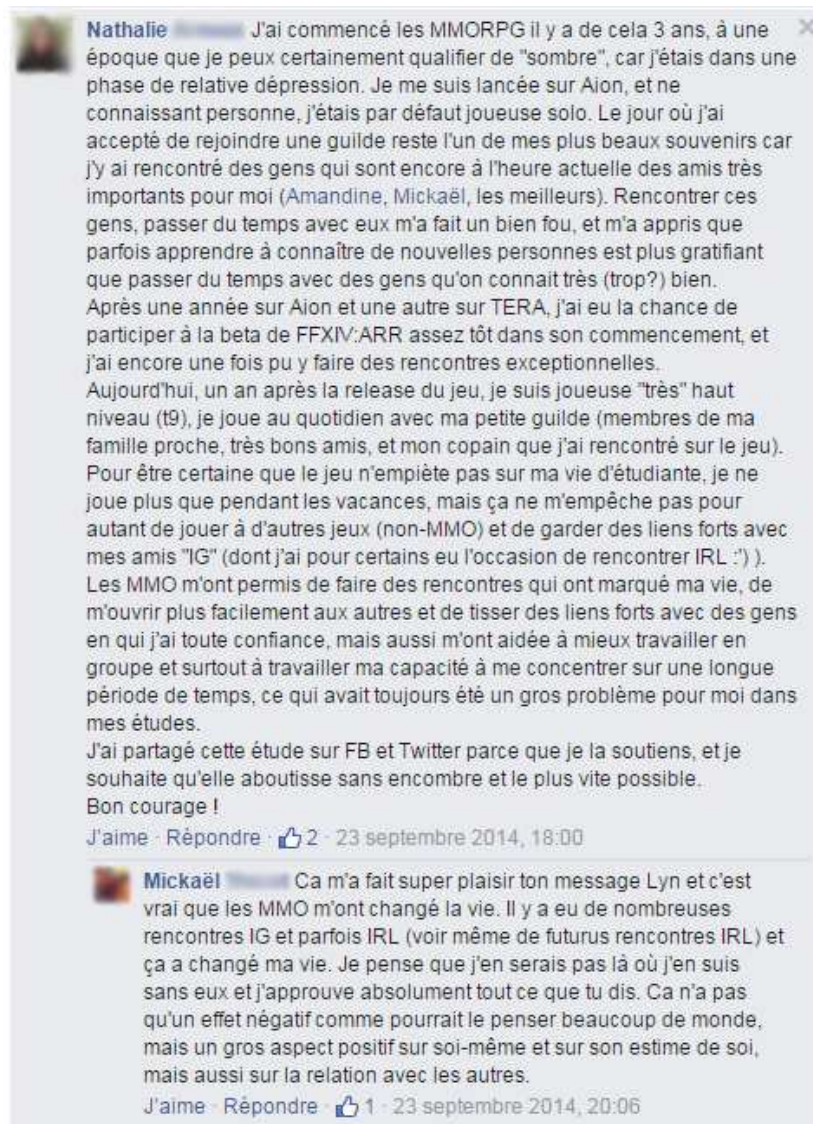 Nathalie J'ai commencé les MMORPG il y a de cela 3 ans, à une
époque que je peux certainement qualifier de "sombre", car j'étais dans une
phase de relative dépression. Je me suis lancée sur Aion, et ne
connaissant personne, j'étais par défaut joueuse solo. Le jour où j'ai
accepté de rejoindre une guilde reste l'un de mes plus beaux souvenirs car
j'y ai rencontré des gens qui sont encore à l'heure actuelle des amis très
importants pour moi (Amandine, Mickaël, les meilleurs). Rencontrer ces
gens, passer du temps avec eux m'a fait un bien fou, et m'a appris que
parfois apprendre à connaître de nouvelles personnes est plus gratifiant
que passer du temps avec des gens qu'on connait très (trop?) bien.
Après une année sur Aion et une autre sur TERA, j'ai eu la chance de
participer à la beta de FFXIV:ARR assez tôt dans son commencement, et
j'ai encore une fois pu y faire des rencontres exceptionnelles.
Aujourd'hui, un an après la release du jeu, je suis joueuse "très" haut
niveau (t9), je joue au quotidien avec ma petite guilde (membres de ma
famille proche, très bons amis, et mon copain que j'ai rencontré sur le jeu).
Pour être certaine que le jeu n'empiète pas sur ma vie d'étudiante, je ne
joue plus que pendant les vacances, mais ça ne m'empêche pas pour
autant de jouer à d'autres jeux (non-MMO) et de garder des liens forts avec
mes amis "IG" (dont j'ai pour certains eu l'occasion de rencontrer IRL :') ).
Les MMO m'ont permis de faire des rencontres qui ont marqué ma vie, de
m'ouvrir plus facilement aux autres et de tisser des liens forts avec des gens
en qui j'ai toute confiance, mais aussi m'ont aidée à mieux travailler en
groupe et surtout à travailler ma capacité à me concentrer sur une longue
période de temps, ce qui avait toujours été un gros problème pour moi dans
mes études.
J'ai partagé cette étude sur FB et Twitter parce que je la soutiens, et je
souhaite qu'elle aboutisse sans encombre et le plus vite possible.
Bon courage !
J'aime · Répondre · 2 · 23 septembre 2014, 18:00
Mickaël Ca m'a fait super plaisir ton message Lyn et c'est
vrai que les MMO m'ont changé la vie. Il y a eu de nombreuses
rencontres IG et parfois IRL (voir même de futurus rencontres IRL) et
ça a changé ma vie. Je pense que j'en serais pas là où j'en suis
sans eux et j'approuve absolument tout ce que tu dis. Ca n'a pas
qu'un effet négatif comme pourrait le penser beaucoup de monde,
mais un gros aspect positif sur soi-même et sur son estime de soi,
mais aussi sur la relation avec les autres.
J'aime · Répondre · 1 · 23 septembre 2014, 20:06